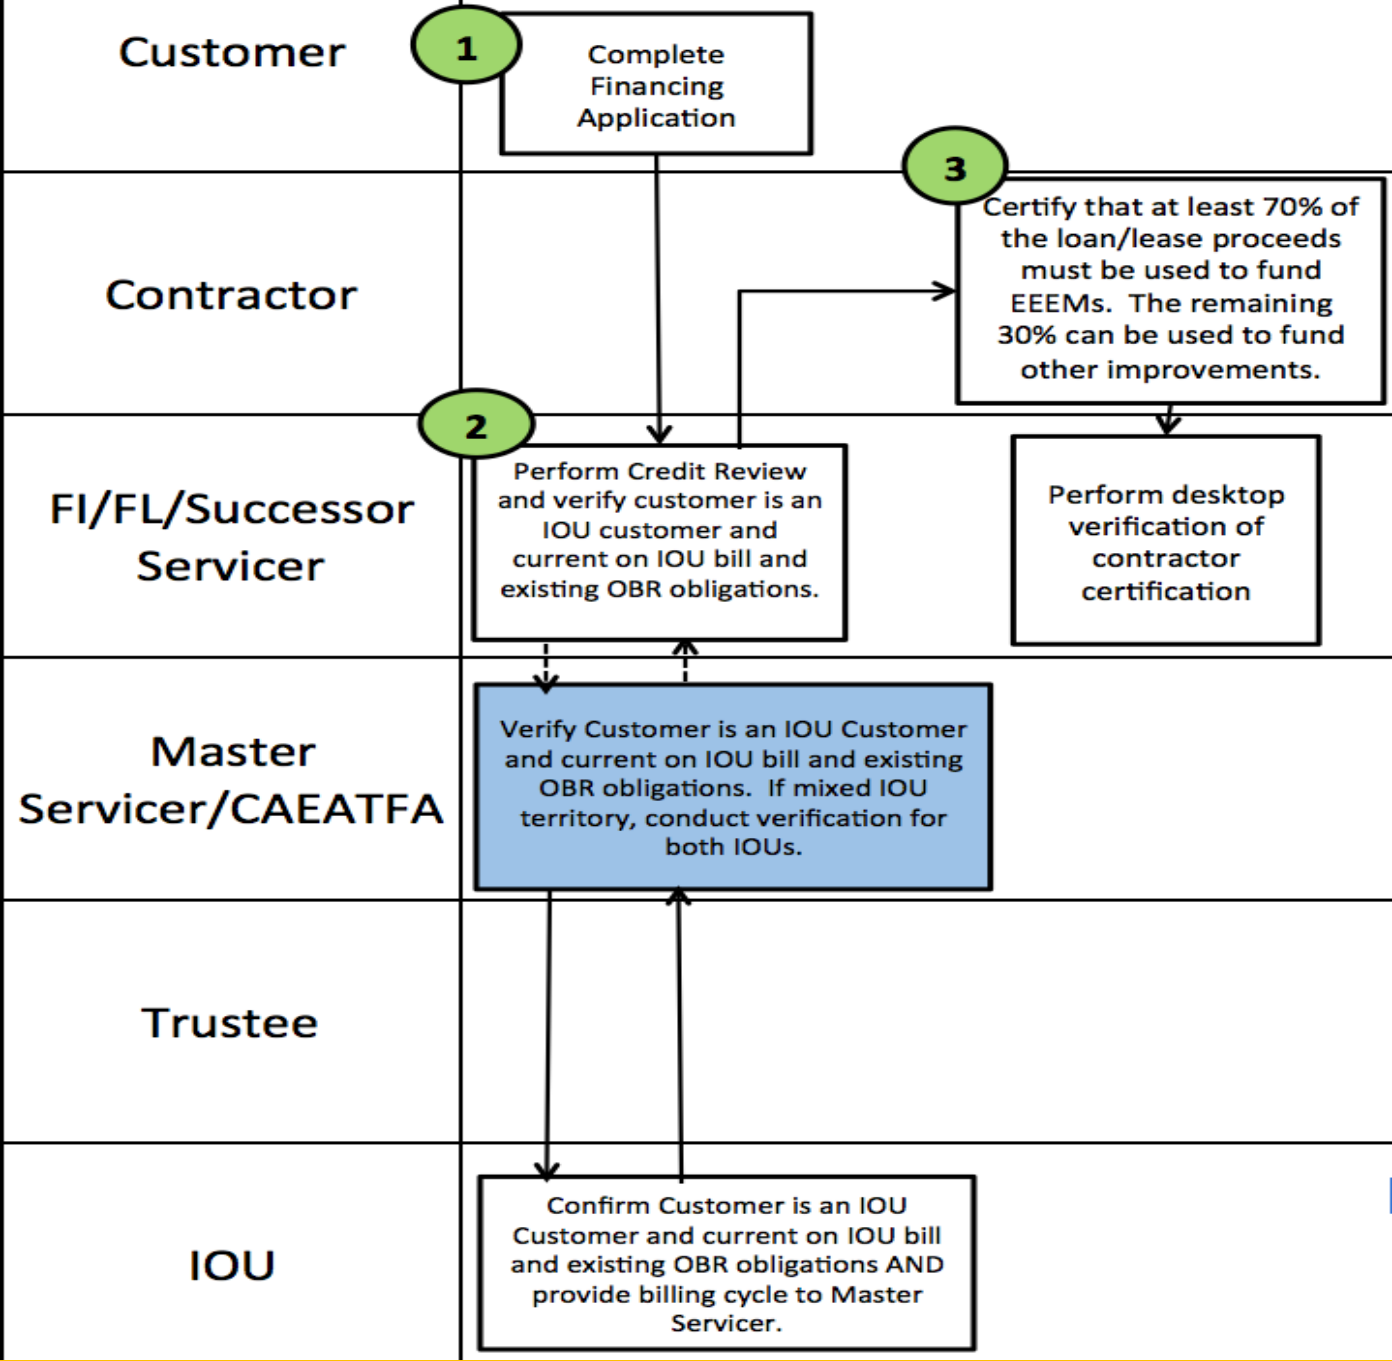 Customer
1
Complete
Financing
Application
Contractor
3
Certify that at least 70% of
the loan/lease proceeds
must be used to fund
EEEMs.  The remaining
30% can be used to fund
other improvements.
FI/FL/Successor
Servicer
2
Perform Credit Review
and verify customer is an
IOU customer and
current on IOU bill and
existing OBR obligations.
Perform desktop
verification of
contractor
certification
Master
Servicer/CAEATFA
Verify Customer is an IOU Customer
and current on IOU bill and existing
OBR obligations.  If mixed IOU
territory, conduct verification for
both IOUs.
Trustee
IOU
Confirm Customer is an IOU
Customer and current on IOU bill
and existing OBR obligations AND
provide billing cycle to Master
Servicer.